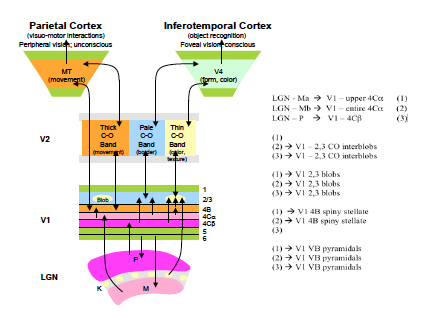 Parietal Cortex
(visuo-motor interactions)
Peripheral vision; unconscious
Inferotemporal Cortex
(object recognition)
Foveal vision; conscious
MT
(movement)
V4
(form, color)
V2
Thick
C-O
Band
(movement)
Pale
C-O
Band
(border)
Thin
C-O
Band
(color,
texture)
V1
Blob
1
2/3
4B
4Cα
4Cβ
5
6
LGN
P
K
M
LGN - Ma → V1 – upper 4Cα (1)
LGN – Mb → V1 – entire 4Cα (2)
LGN – P → V1 – 4Cβ (3)
(1)
(2) → V1 – 2,3 CO interblobs
(3) → V1 – 2,3 CO interblobs
(1) → V1 2,3 blobs
(2) → V1 2,3 blobs
(3) → V1 2,3 blobs
(1) → V1 4B spiny stellate
(2) → V1 4B spiny stellate
(3)
(1) → V1 VB pyramidals
(2) → V1 VB pyramidals
(3) → V1 VB pyramidals